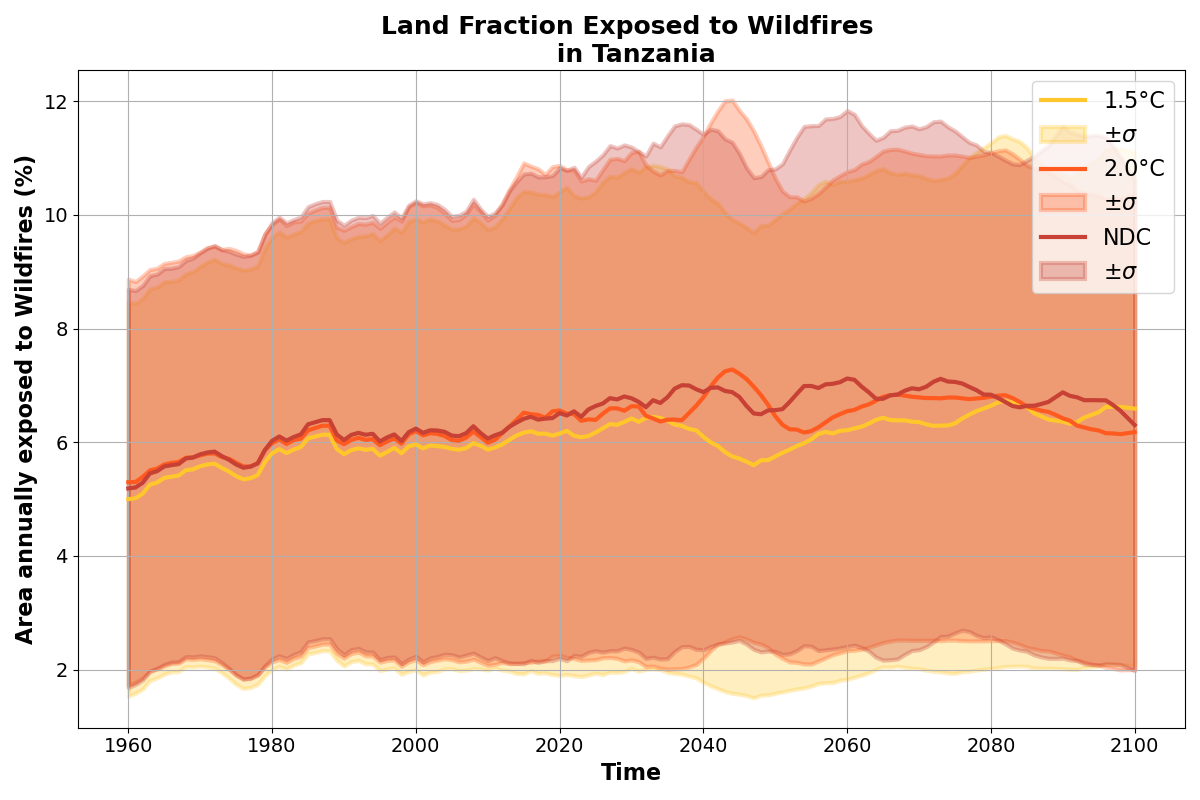 Land Fraction Exposed to Wildfires
in Tanzania
Area annually exposed to Wildfires (%)
12
10
8
6
4
2
1960 1980 2000 2020 2040 2060 2080 2100
Time
1.5°C
±σ
2.0°C
±σ
NDC
±σ